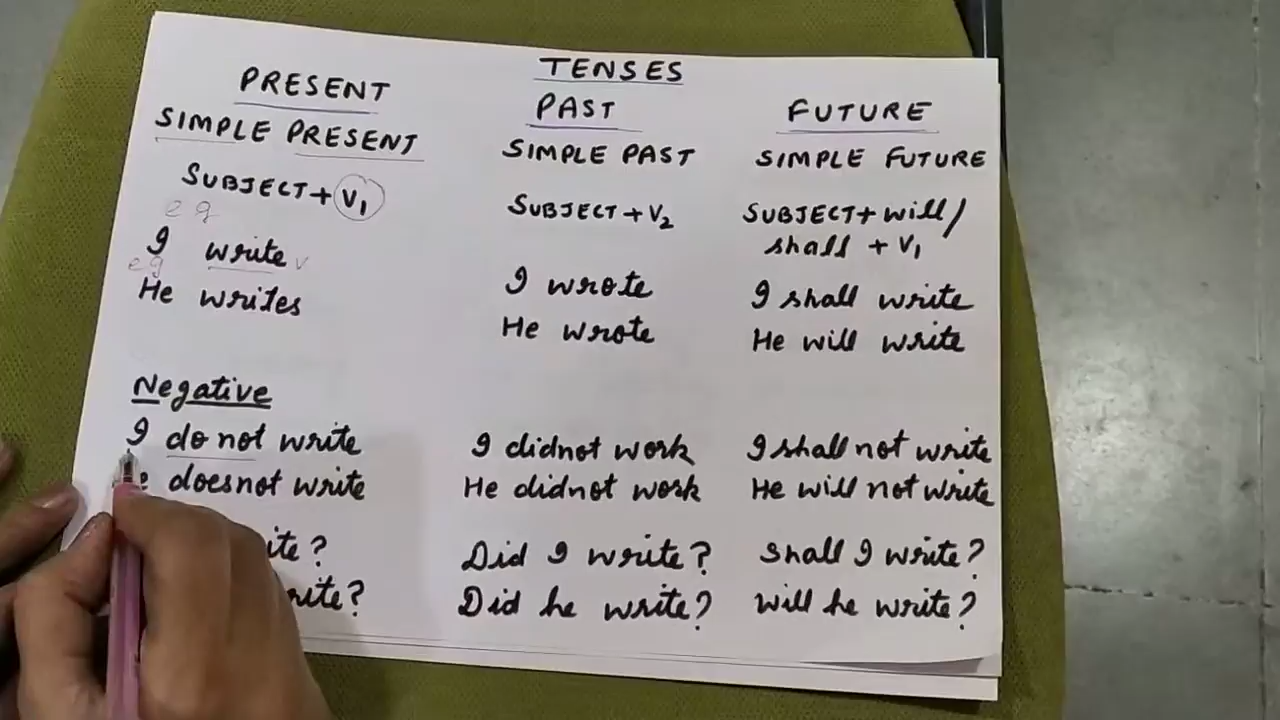 TENSES
PRESENT
SIMPLE PRESENT
SUBJECT + V1
eg
I write v
eg
He writes
Negative
I do not write
doesnot write
?
?
PAST
SIMPLE PAST
SUBJECT + V2
I wrote
He wrote
I didnot work
He didnot work
Did I write?
Did he write?
FUTURE
SIMPLE FUTURE
SUBJECT + will/
shall + V1
I shall write
He will write
I shall not write
He will not write
Shall I write?
Will he write?